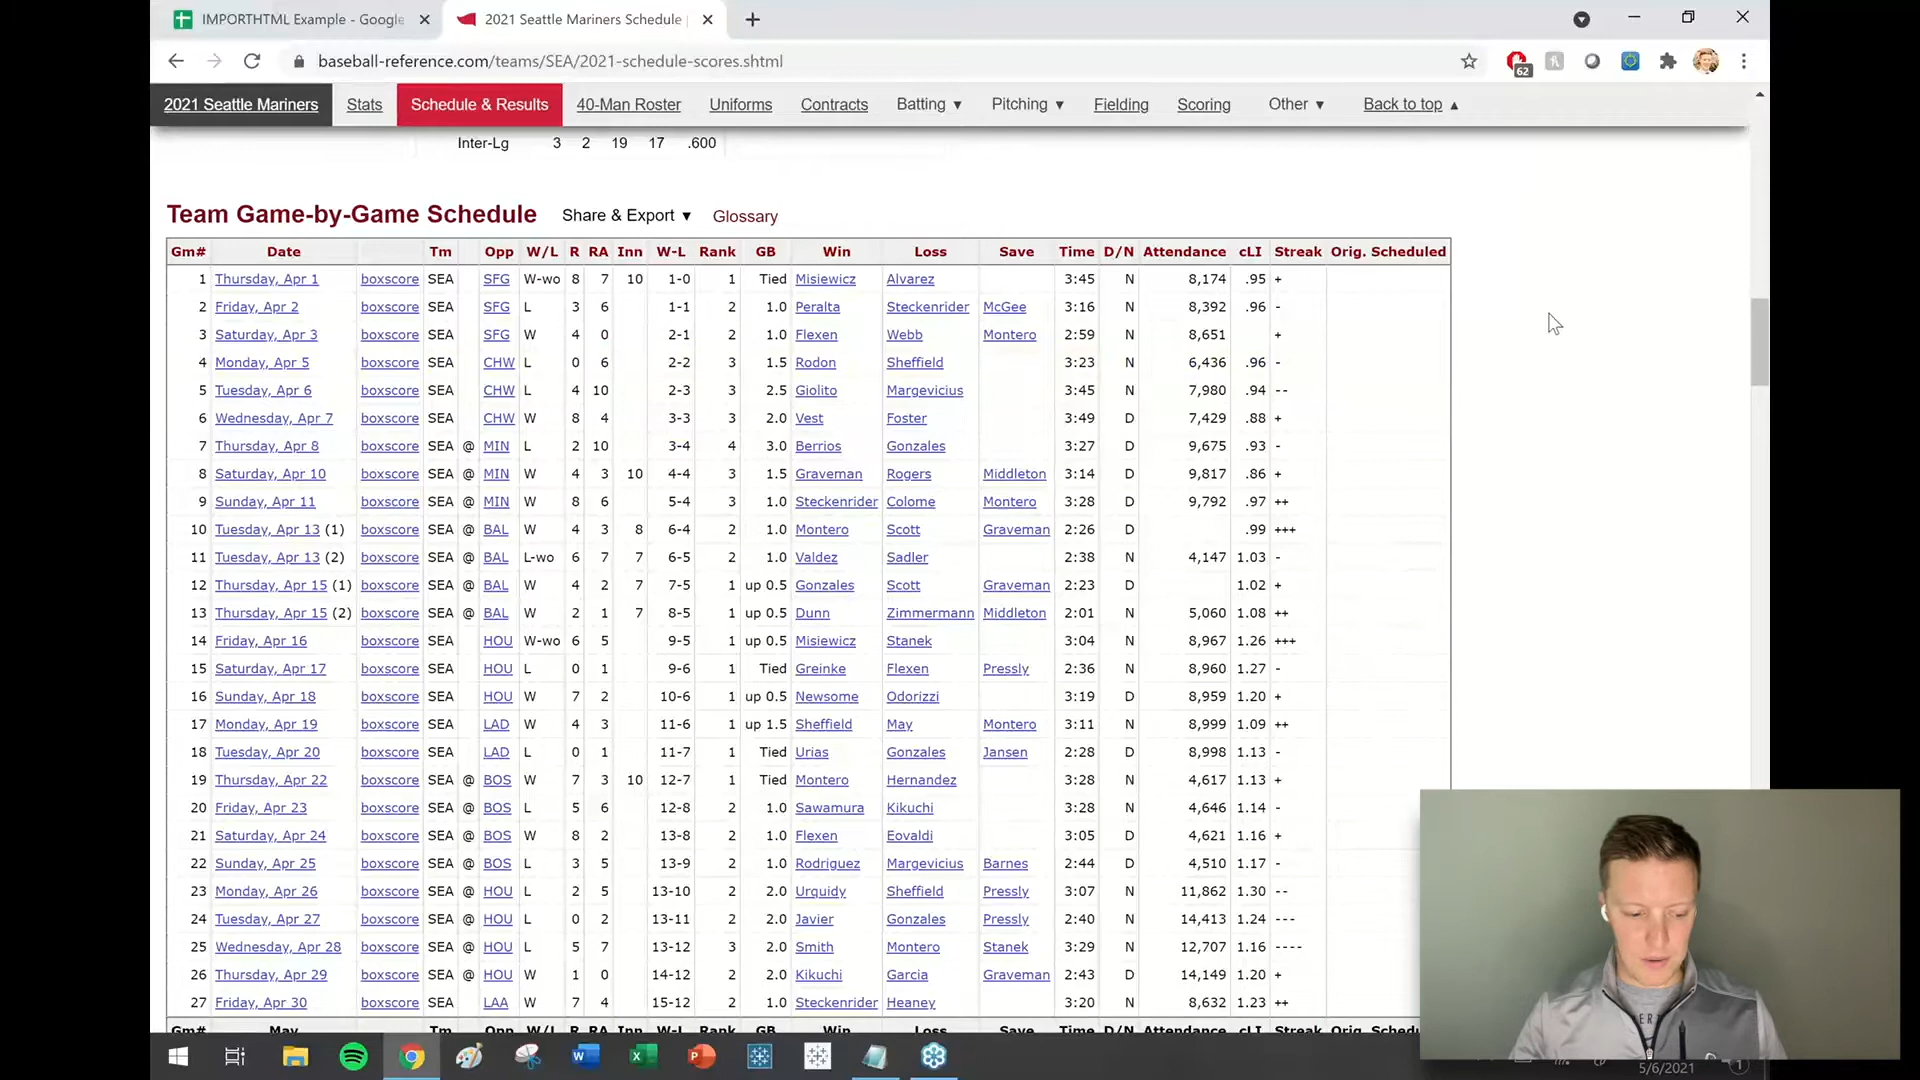 IMPORTHTML Example - Google
2021 Seattle Mariners Schedule |
baseball-reference.com/teams/SEA/2021-schedule-scores.shtml
62
2021 Seattle Mariners Stats Schedule & Results 40-Man Roster Uniforms Contracts Batting ▼ Pitching ▼ Fielding Scoring Other ▼ Back to top ▲
Inter-Lg 3 2 19 17 .600
Team Game-by-Game Schedule Share & Export ▼ Glossary
Gm# Date Tm Opp W/L R RA Inn W-L Rank GB Win Loss Save Time D/N Attendance cLI Streak Orig. Scheduled
1 Thursday, Apr 1 boxscore SEA SFG W-wo 8 7 10 1-0 1 Tied Misiewicz Alvarez 3:45 N 8,174 .95 +
2 Friday, Apr 2 boxscore SEA SFG L 3 6 1-1 2 1.0 Peralta Steckenrider McGee 3:16 N 8,392 .96 -
3 Saturday, Apr 3 boxscore SEA SFG W 4 0 2-1 2 1.0 Flexen Webb Montero 2:59 N 8,651 +
4 Monday, Apr 5 boxscore SEA CHW L 0 6 2-2 3 1.5 Rodon Sheffield 3:23 N 6,436 .96 -
5 Tuesday, Apr 6 boxscore SEA CHW L 4 10 2-3 3 2.5 Giolito Margevicius 3:45 N 7,980 .94 --
6 Wednesday, Apr 7 boxscore SEA CHW W 8 4 3-3 3 2.0 Vest Foster 3:49 D 7,429 .88 +
7 Thursday, Apr 8 boxscore SEA @ MIN L 2 10 3-4 4 3.0 Berrios Gonzales 3:27 D 9,675 .93 -
8 Saturday, Apr 10 boxscore SEA @ MIN W 4 3 10 4-4 3 1.5 Graveman Rogers Middleton 3:14 D 9,817 .86 +
9 Sunday, Apr 11 boxscore SEA @ MIN W 8 6 5-4 3 1.0 Steckenrider Colome Montero 3:28 D 9,792 .97 ++
10 Tuesday, Apr 13 (1) boxscore SEA @ BAL W 4 3 8 6-4 2 1.0 Montero Scott Graveman 2:26 D .99 +++
11 Tuesday, Apr 13 (2) boxscore SEA @ BAL L-wo 6 7 7 6-5 2 1.0 Valdez Sadler 2:38 N 4,147 1.03 -
12 Thursday, Apr 15 (1) boxscore SEA @ BAL W 4 2 7 7-5 1 up 0.5 Gonzales Scott Graveman 2:23 D 1.02 +
13 Thursday, Apr 15 (2) boxscore SEA @ BAL W 2 1 7 8-5 1 up 0.5 Dunn Zimmermann Middleton 2:01 N 5,060 1.08 ++
14 Friday, Apr 16 boxscore SEA HOU W-wo 6 5 9-5 1 up 0.5 Misiewicz Stanek 3:04 N 8,967 1.26 +++
15 Saturday, Apr 17 boxscore SEA HOU L 0 1 9-6 1 Tied Greinke Flexen Pressly 2:36 N 8,960 1.27 -
16 Sunday, Apr 18 boxscore SEA HOU W 7 2 10-6 1 up 0.5 Newsome Odorizzi 3:19 D 8,959 1.20 +
17 Monday, Apr 19 boxscore SEA LAD W 4 3 11-6 1 up 1.5 Sheffield May Montero 3:11 N 8,999 1.09 ++
18 Tuesday, Apr 20 boxscore SEA LAD L 0 1 11-7 1 Tied Urias Gonzales Jansen 2:28 D 8,998 1.13 -
19 Thursday, Apr 22 boxscore SEA @ BOS W 7 3 10 12-7 1 Tied Montero Hernandez 3:28 N 4,617 1.13 +
20 Friday, Apr 23 boxscore SEA @ BOS L 5 6 12-8 2 1.0 Sawamura Kikuchi 3:28 N 4,646 1.14 -
21 Saturday, Apr 24 boxscore SEA @ BOS W 8 2 13-8 2 1.0 Flexen Eovaldi 3:05 D 4,621 1.16 +
22 Sunday, Apr 25 boxscore SEA @ BOS L 3 5 13-9 2 1.0 Rodriguez Margevicius Barnes 2:44 D 4,510 1.17 -
23 Monday, Apr 26 boxscore SEA @ HOU L 2 5 13-10 2 2.0 Urquidy Sheffield Pressly 3:07 N 11,862 1.30 --
24 Tuesday, Apr 27 boxscore SEA @ HOU L 0 2 13-11 2 2.0 Javier Gonzales Pressly 2:40 N 14,413 1.24 ---
25 Wednesday, Apr 28 boxscore SEA @ HOU L 5 7 13-12 3 2.0 Smith Montero Stanek 3:29 N 12,707 1.16 ----
26 Thursday, Apr 29 boxscore SEA @ HOU W 1 0 14-12 2 2.0 Kikuchi Garcia Graveman 2:43 D 14,149 1.20 +
27 Friday, Apr 30 boxscore SEA LAA W 7 4 15-12 2 1.0 Steckenrider Heaney 3:20 N 8,632 1.23 ++
Gm# May Tm Opp W/L R RA Inn W-L Rank GB Win Loss Save Time D/N Attendance cLI Streak Orig. Schedu
5/6/2021